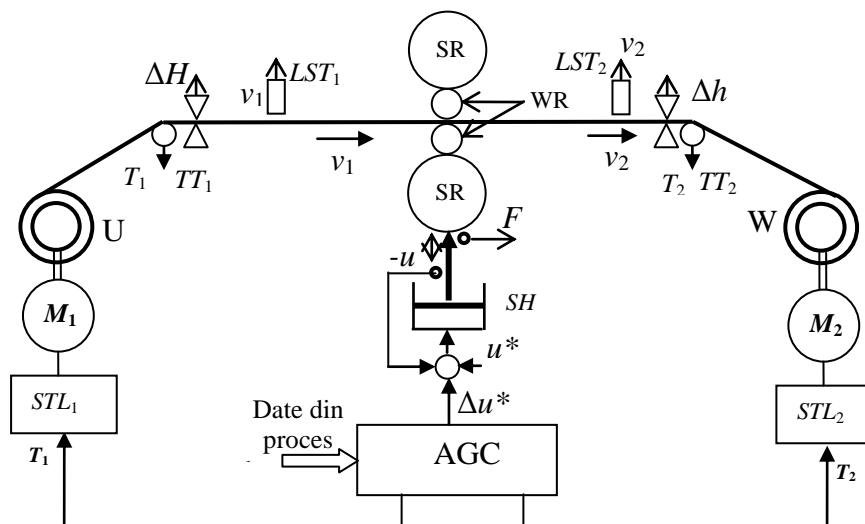 SR
v₂
ΔH
LST₁
LST₂
Δh
v₁
WR
v₁
v₂
T₁
TT₁
T₂
TT₂
SR
U
F
W
-u
M₁
SH
M₂
u*
STL₁
Δu*
STL₂
Date din
proces
AGC
T₁
T₂